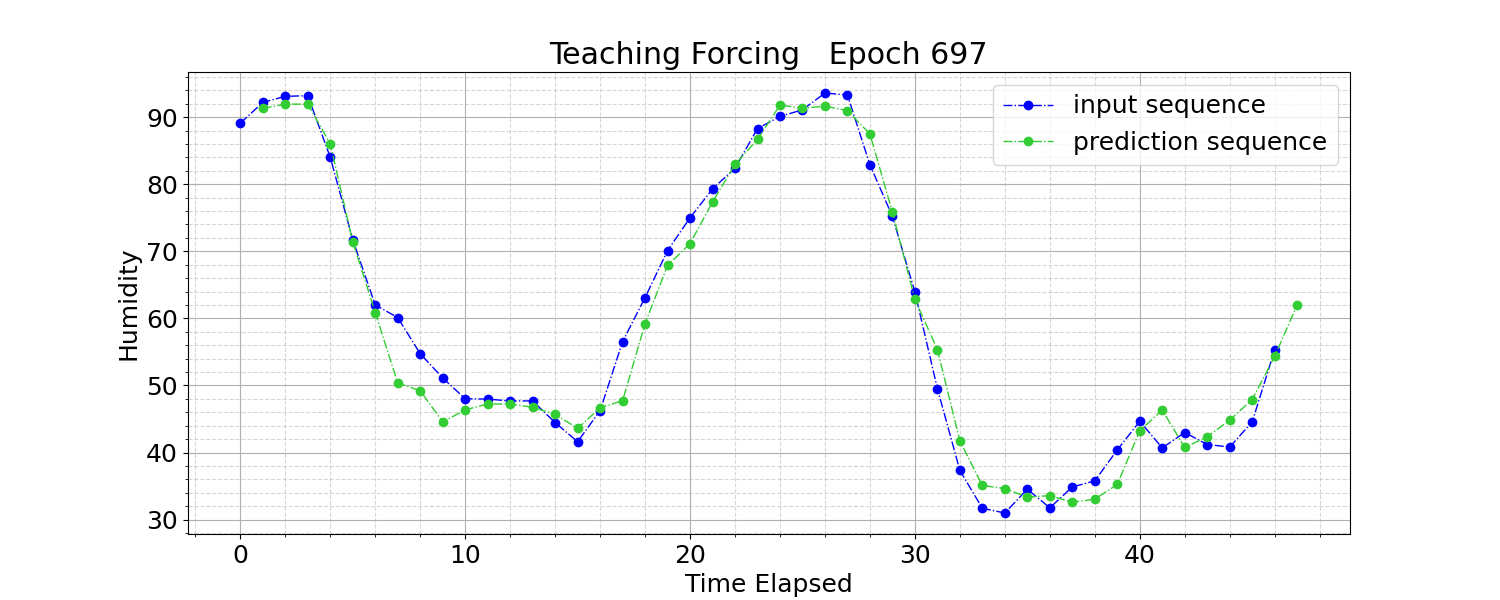 Teaching Forcing   Epoch 697
input sequence
prediction sequence
Humidity
90
80
70
60
50
40
30
0 10 20 30 40
Time Elapsed